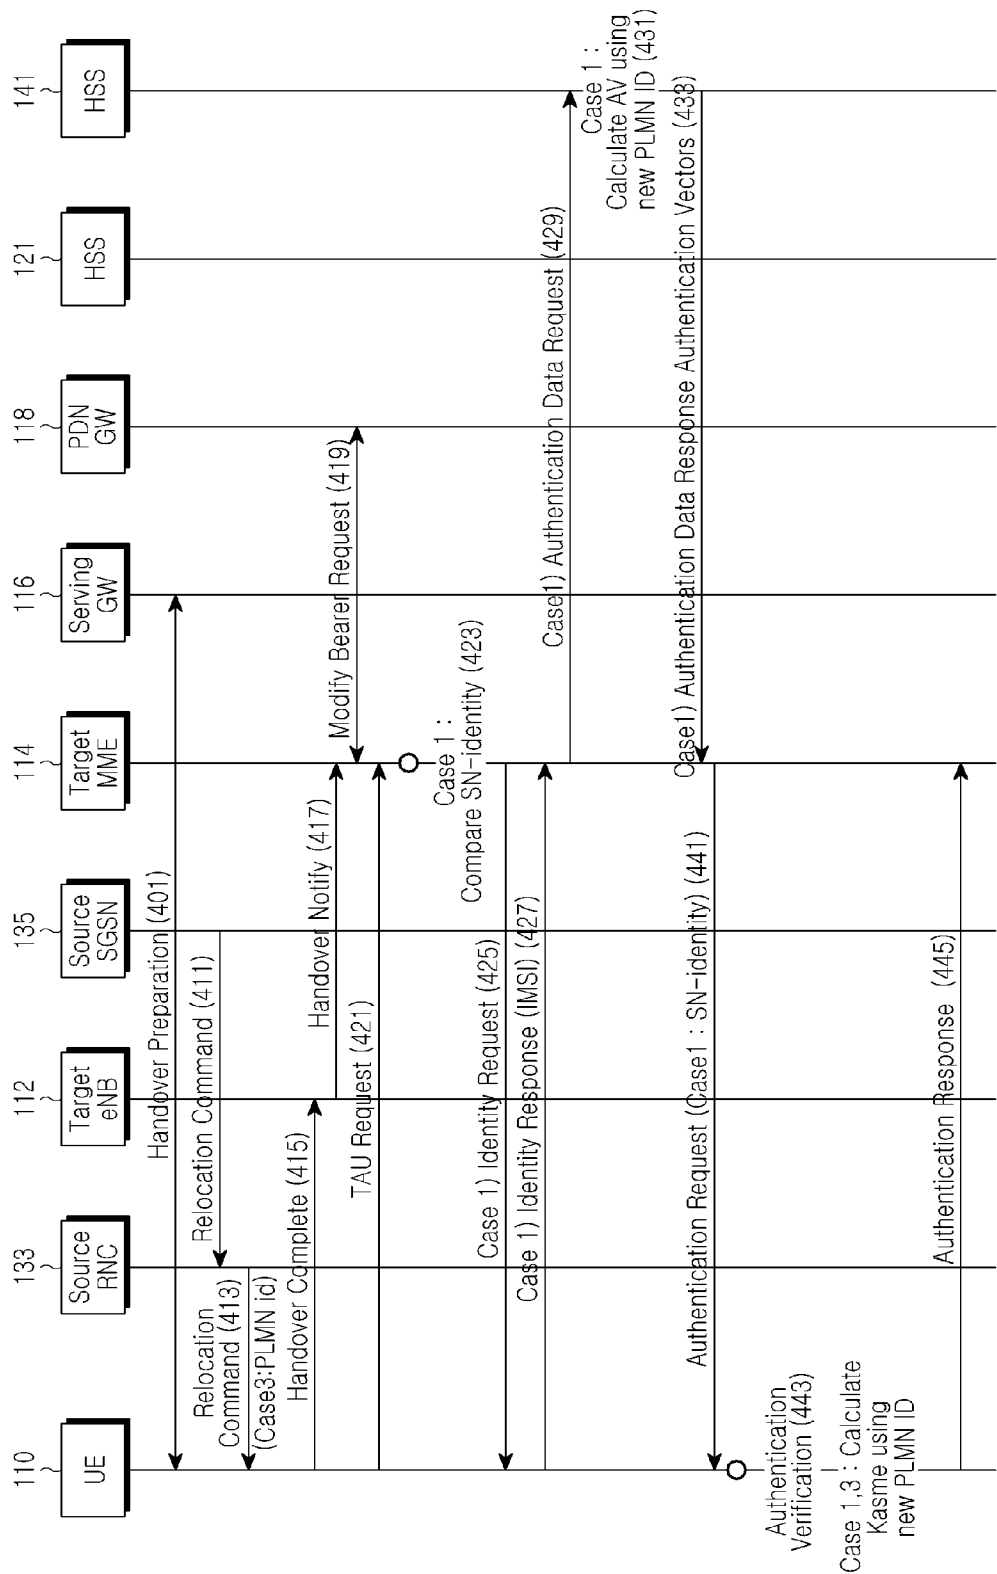 110
133
112
135
114
116
118
121
141
UE
Source
RNC
Target
eNB
Source
SGSN
Target
MME
Serving
GW
PDN
GW
HSS
HSS
Handover Preparation (401)
Relocation Command (411)
Relocation
Command (413)
(Case3:PLMN id)
Handover Complete (415)
Handover Notify (417)
Modify Bearer Request (419)
TAU Request (421)
Case 1 :
Compare SN-identity (423)
Case 1) Identity Request (425)
Case 1) Identity Response (IMSI) (427)
Case1) Authentication Data Request (429)
Case 1 :
Calculate AV using
new PLMN ID (431)
Case1) Authentication Data Response Authentication Vectors (433)
Authentication Request (Case1 : SN-identity) (441)
Authentication
Verification (443)
Case 1,3 : Calculate
Kasme using
new PLMN ID
Authentication Response (445)